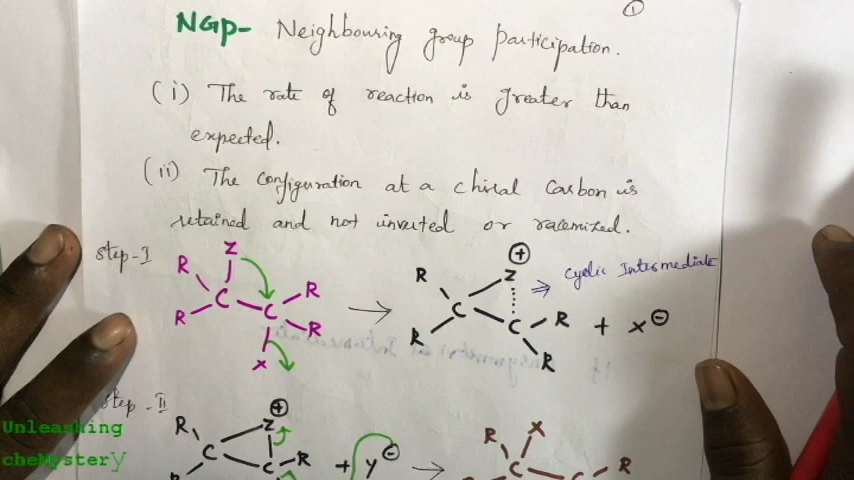 ①
NGP- Neighbouring group participation.
(i) The rate of reaction is greater than
expected.
(ii) The configuration at a chiral carbon is
retained and not inverted or racemized.
step-I
Z
R
R
C
C
R
R
X
R
R
C
Z ⊕
C
R
R
⇒ cyclic Intermediate
+ X ⊖
step-II
R
C
Z ⊕
C
R
+ Y ⊖
R
X
C
R
Unleashing
cheMysterY